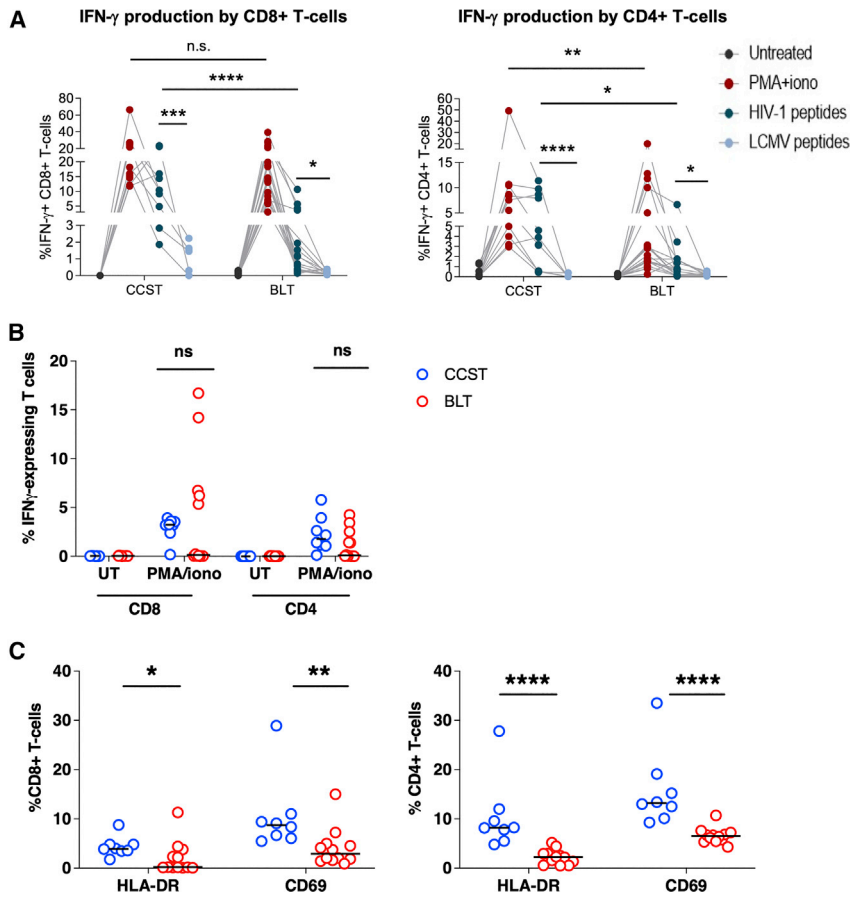 A
IFN-γ production by CD8+ T-cells
n.s.
****
***
*
%IFN-γ+ CD8+ T-cells
80
60
40
20
20
15
10
5
3
2
1
0
CCST
BLT
IFN-γ production by CD4+ T-cells
**
*
****
*
%IFN-γ+ CD4+ T-cells
60
50
40
30
20
10
15
10
5
5
4
3
2
1
0
CCST
BLT
Untreated
PMA+iono
HIV-1 peptides
LCMV peptides
B
ns
ns
% IFNγ-expressing T cells
20
15
10
5
0
UT
PMA/iono
UT
PMA/iono
CD8
CD4
CCST
BLT
C
*
**
%CD8+ T-cells
40
30
20
10
0
HLA-DR
CD69
****
****
% CD4+ T-cells
40
30
20
10
0
HLA-DR
CD69